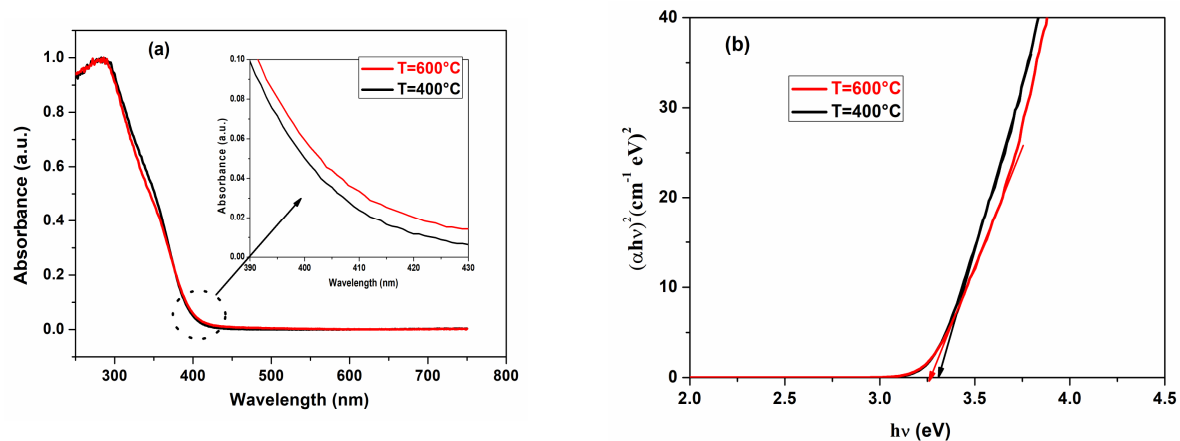 (a)
1.0
0.8
0.6
0.4
0.2
0.0
Absorbance (a.u.)
300
400
500
600
700
800
Wavelength (nm)
T=600°C
T=400°C
0.10
0.08
0.06
0.04
0.02
0.00
Absorbance (a.u.)
390
400
410
420
430
Wavelength (nm)
(b)
T=600°C
T=400°C
40
30
20
10
0
(αhν)²(cm⁻¹ eV)²
2.0
2.5
3.0
3.5
4.0
4.5
hν (eV)